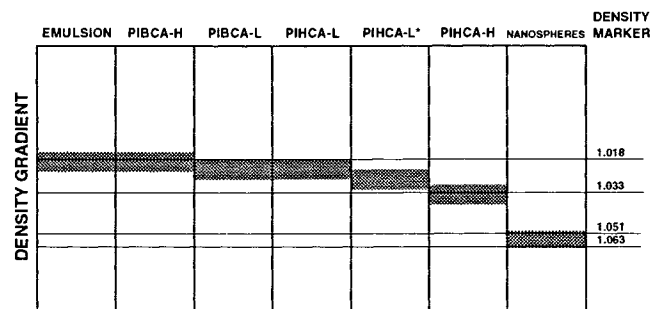 DENSITY
EMULSION PIBCA-H PIBCA-L PIHCA-L PIHCA-L* PIHCA-H NANOSPHERES MARKER
DENSITY GRADIENT
1.018
1.033
1.051
1.063